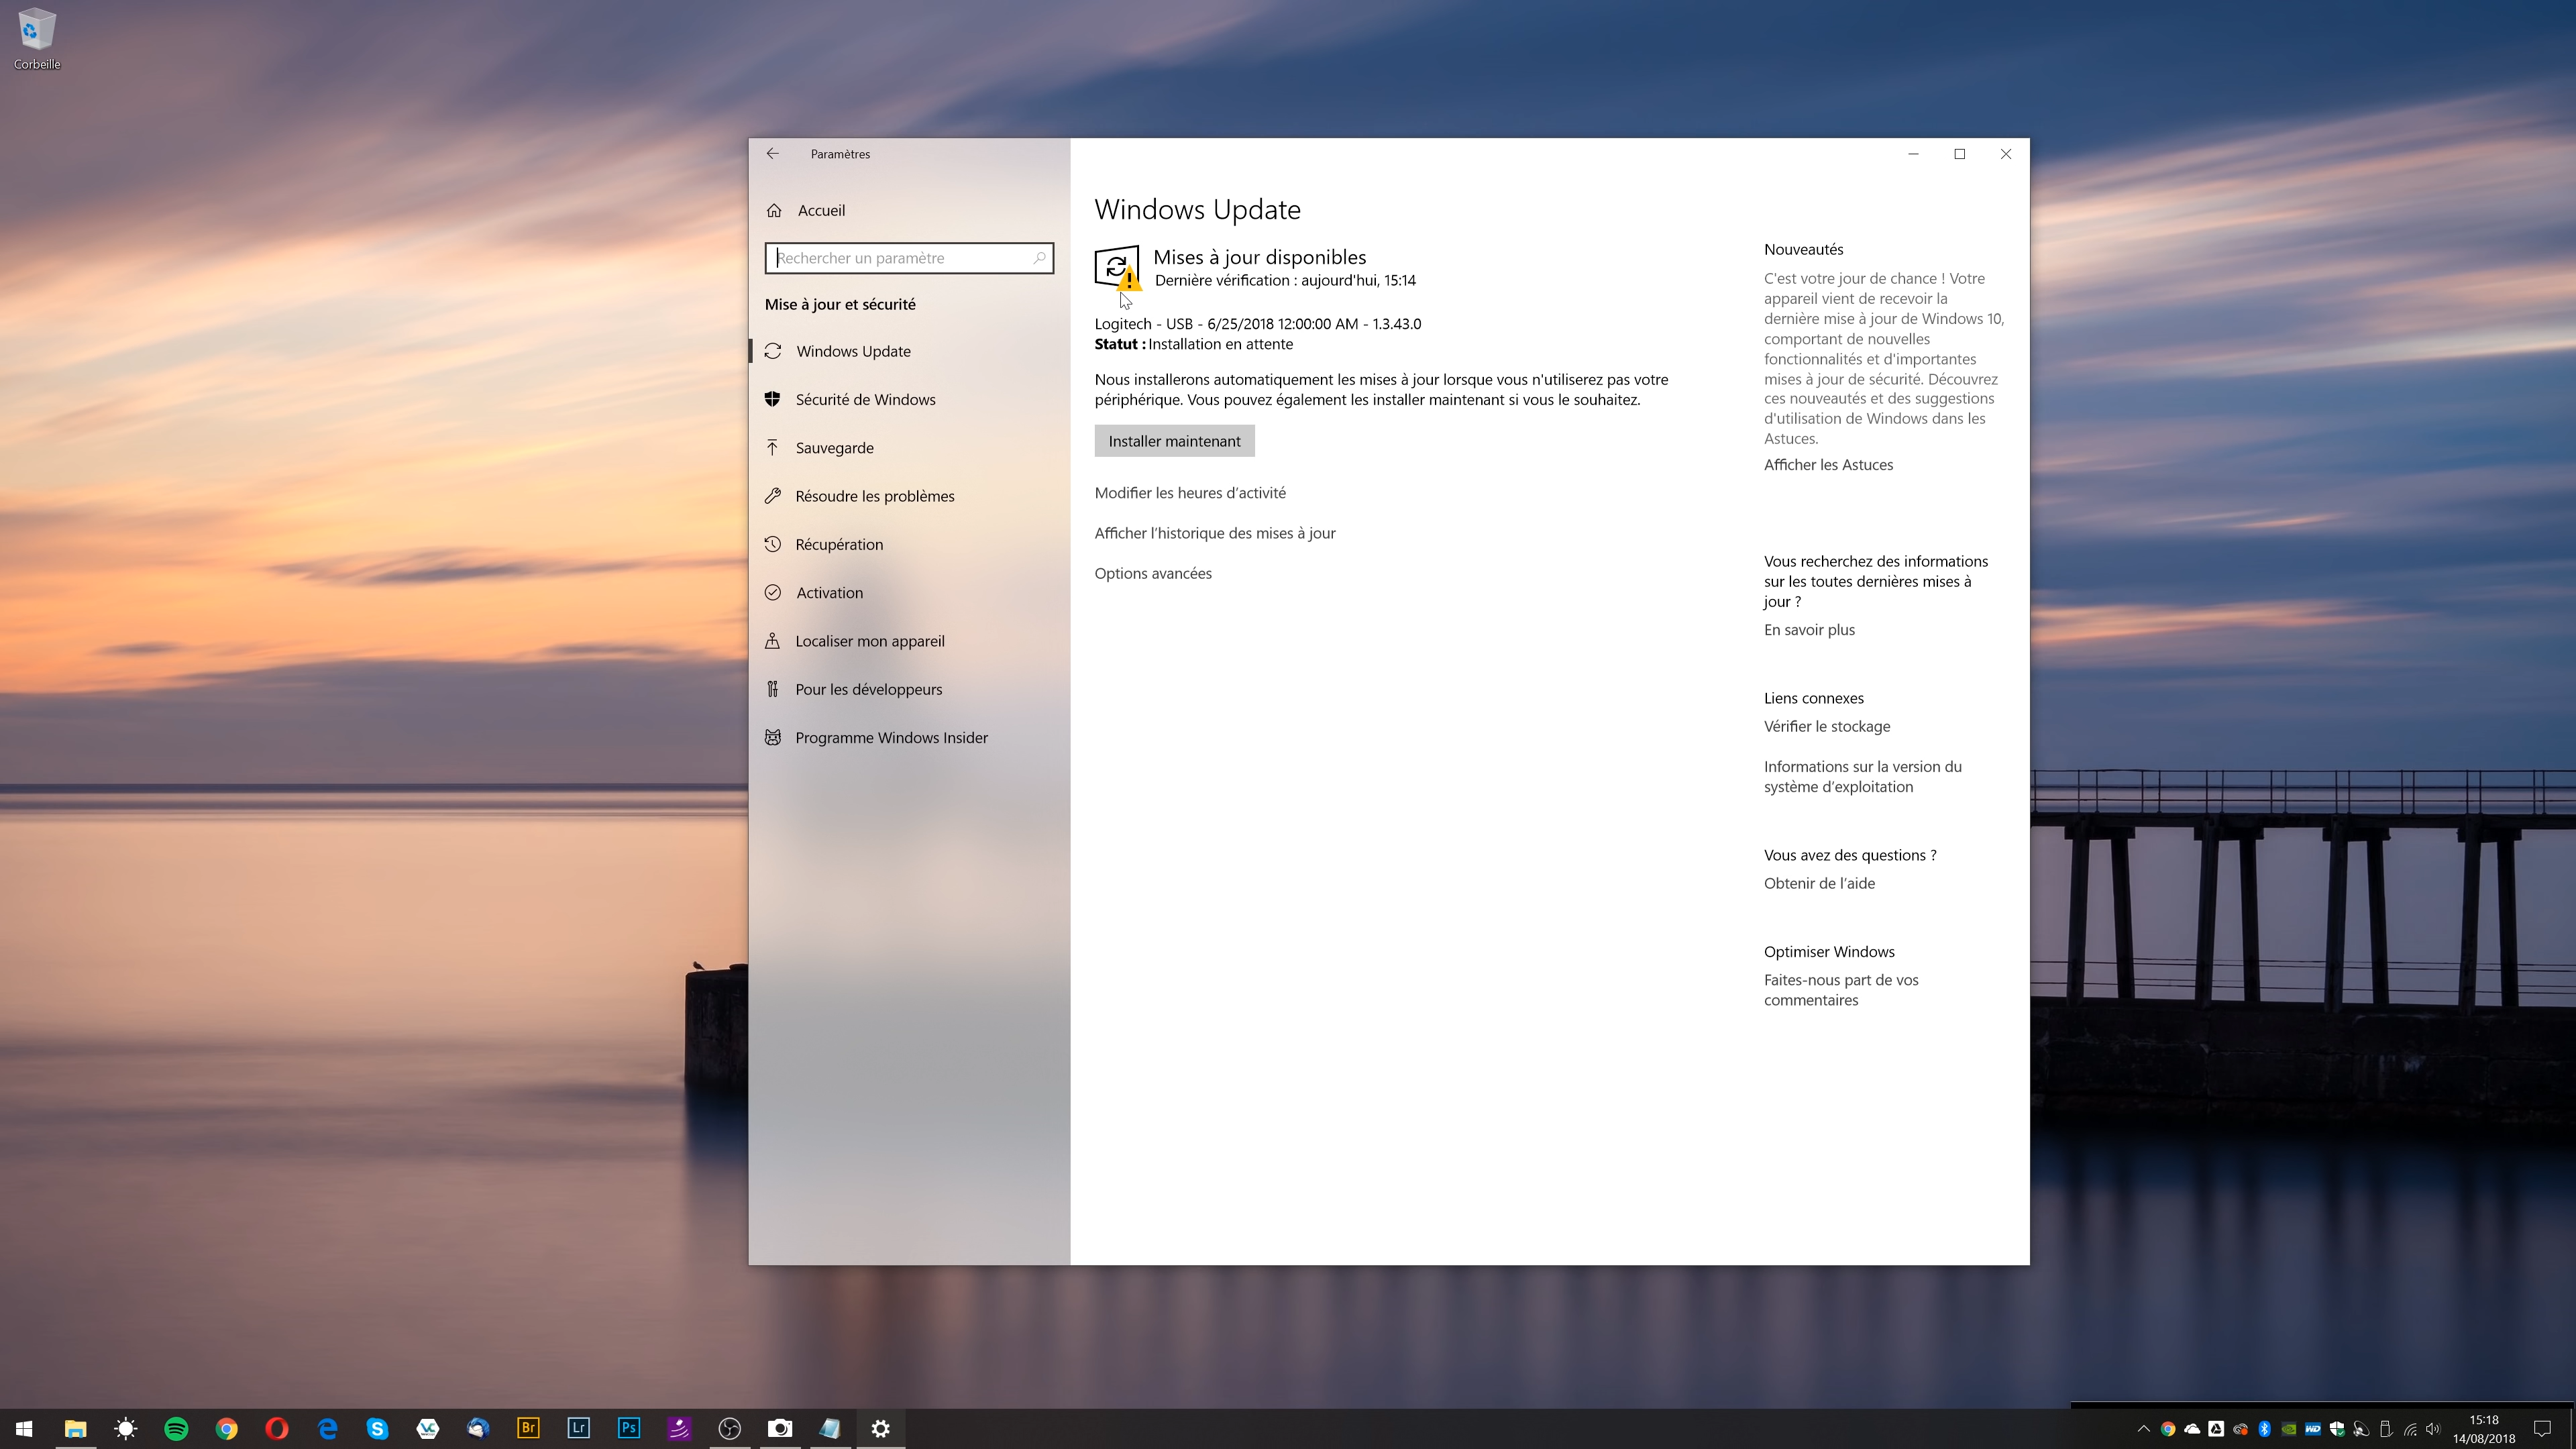 Corbeille
Paramètres
Accueil
Rechercher un paramètre
Mise à jour et sécurité
Windows Update
Sécurité de Windows
Sauvegarde
Résoudre les problèmes
Récupération
Activation
Localiser mon appareil
Pour les développeurs
Programme Windows Insider
Windows Update
Mises à jour disponibles
Dernière vérification : aujourd'hui, 15:14
Logitech - USB - 6/25/2018 12:00:00 AM - 1.3.43.0
Statut : Installation en attente
Nous installerons automatiquement les mises à jour lorsque vous n'utiliserez pas votre
périphérique. Vous pouvez également les installer maintenant si vous le souhaitez.
Installer maintenant
Modifier les heures d’activité
Afficher l’historique des mises à jour
Options avancées
Nouveautés
C'est votre jour de chance ! Votre
appareil vient de recevoir la
dernière mise à jour de Windows 10,
comportant de nouvelles
fonctionnalités et d'importantes
mises à jour de sécurité. Découvrez
ces nouveautés et des suggestions
d'utilisation de Windows dans les
Astuces.
Afficher les Astuces
Vous recherchez des informations
sur les toutes dernières mises à
jour ?
En savoir plus
Liens connexes
Vérifier le stockage
Informations sur la version du
système d’exploitation
Vous avez des questions ?
Obtenir de l’aide
Optimiser Windows
Faites-nous part de vos
commentaires
Br
Lr
Ps
WD
15:18
14/08/2018